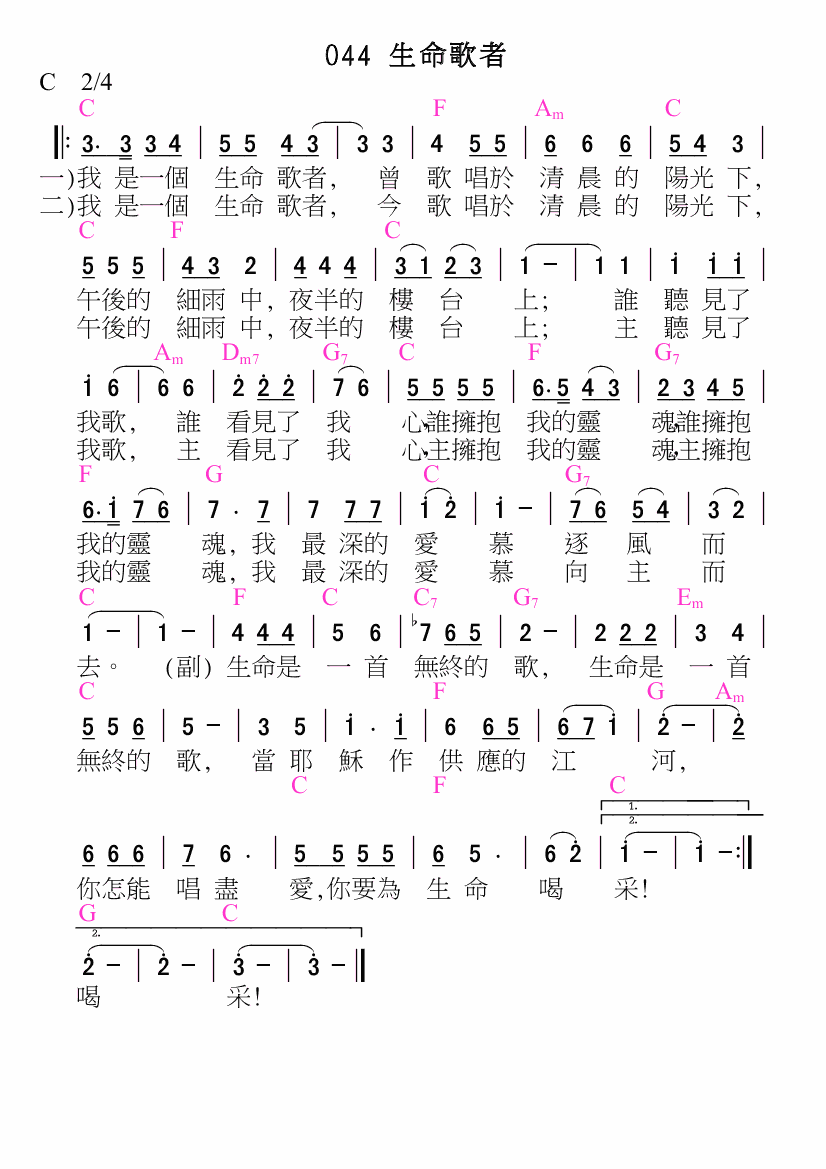 044 生命歌者
C 2/4
C F Am C
3. 3 3 4 | 5 5 4 3 | 3 3 | 4 5 5 | 6 6 6 | 5 4 3 |
一)我 是一個 生命 歌者, 曾 歌 唱於 清 晨 的 陽光 下,
二)我 是一個 生命 歌者, 今 歌 唱於 清 晨 的 陽光 下,
C F C
5 5 5 | 4 3 2 | 4 4 4 | 3 1 2 3 | 1 - | 1 1 | i i i |
午後的 細雨 中, 夜半的 樓 台 上; 誰 聽 見了
午後的 細雨 中, 夜半的 樓 台 上; 主 聽 見了
Am Dm7 G7 C F G7
i 6 | 6 6 | 2 2 2 | 7 6 | 5 5 5 5 | 6. 5 4 3 | 2 3 4 5 |
我歌, 誰 看見了 我 心,誰擁抱 我的靈 魂,誰擁抱
我歌, 主 看見了 我 心,主擁抱 我的靈 魂,主擁抱
F G C G7
6. i 7 6 | 7 . 7 | 7 7 7 | i 2 | i - | 7 6 5 4 | 3 2 |
我的靈 魂, 我 最 深的 愛 慕 逐 風 而
我的靈 魂, 我 最 深的 愛 慕 向 主 而
C F C C7 G7 Em
1 - | 1 - | 4 4 4 | 5 6 | ♭7 6 5 | 2 - | 2 2 2 | 3 4 |
去。 (副) 生命是 一 首 無終的 歌, 生命是 一 首
C F G Am
5 5 6 | 5 - | 3 5 | i . i | 6 6 5 | 6 7 i | 2 - | 2
無終的 歌, 當 耶 穌 作 供 應的 江 河,
C F C
1.
2.
6 6 6 | 7 6 . | 5 5 5 5 | 6 5 . | 6 2 | i - | i - :||
你怎能 唱 盡 愛,你要為 生 命 喝 采!
G C
2.
2 - | 2 - | 3 - | 3 - ||
喝 采!